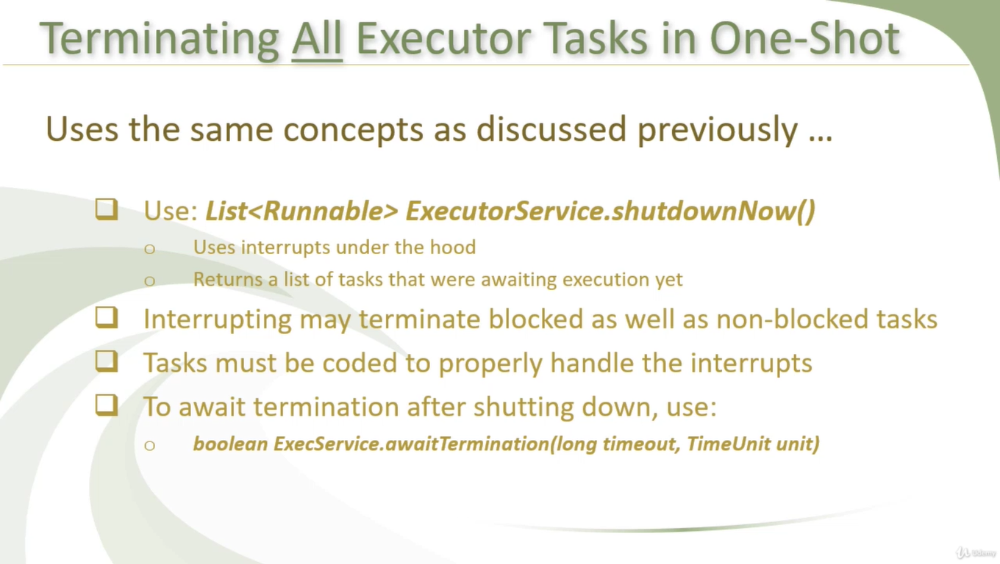 Terminating All Executor Tasks in One-Shot
Uses the same concepts as discussed previously ...
Use: List<Runnable> ExecutorService.shutdownNow()
Uses interrupts under the hood
Returns a list of tasks that were awaiting execution yet
Interrupting may terminate blocked as well as non-blocked tasks
Tasks must be coded to properly handle the interrupts
To await termination after shutting down, use:
boolean ExecService.awaitTermination(long timeout, TimeUnit unit)
Udemy